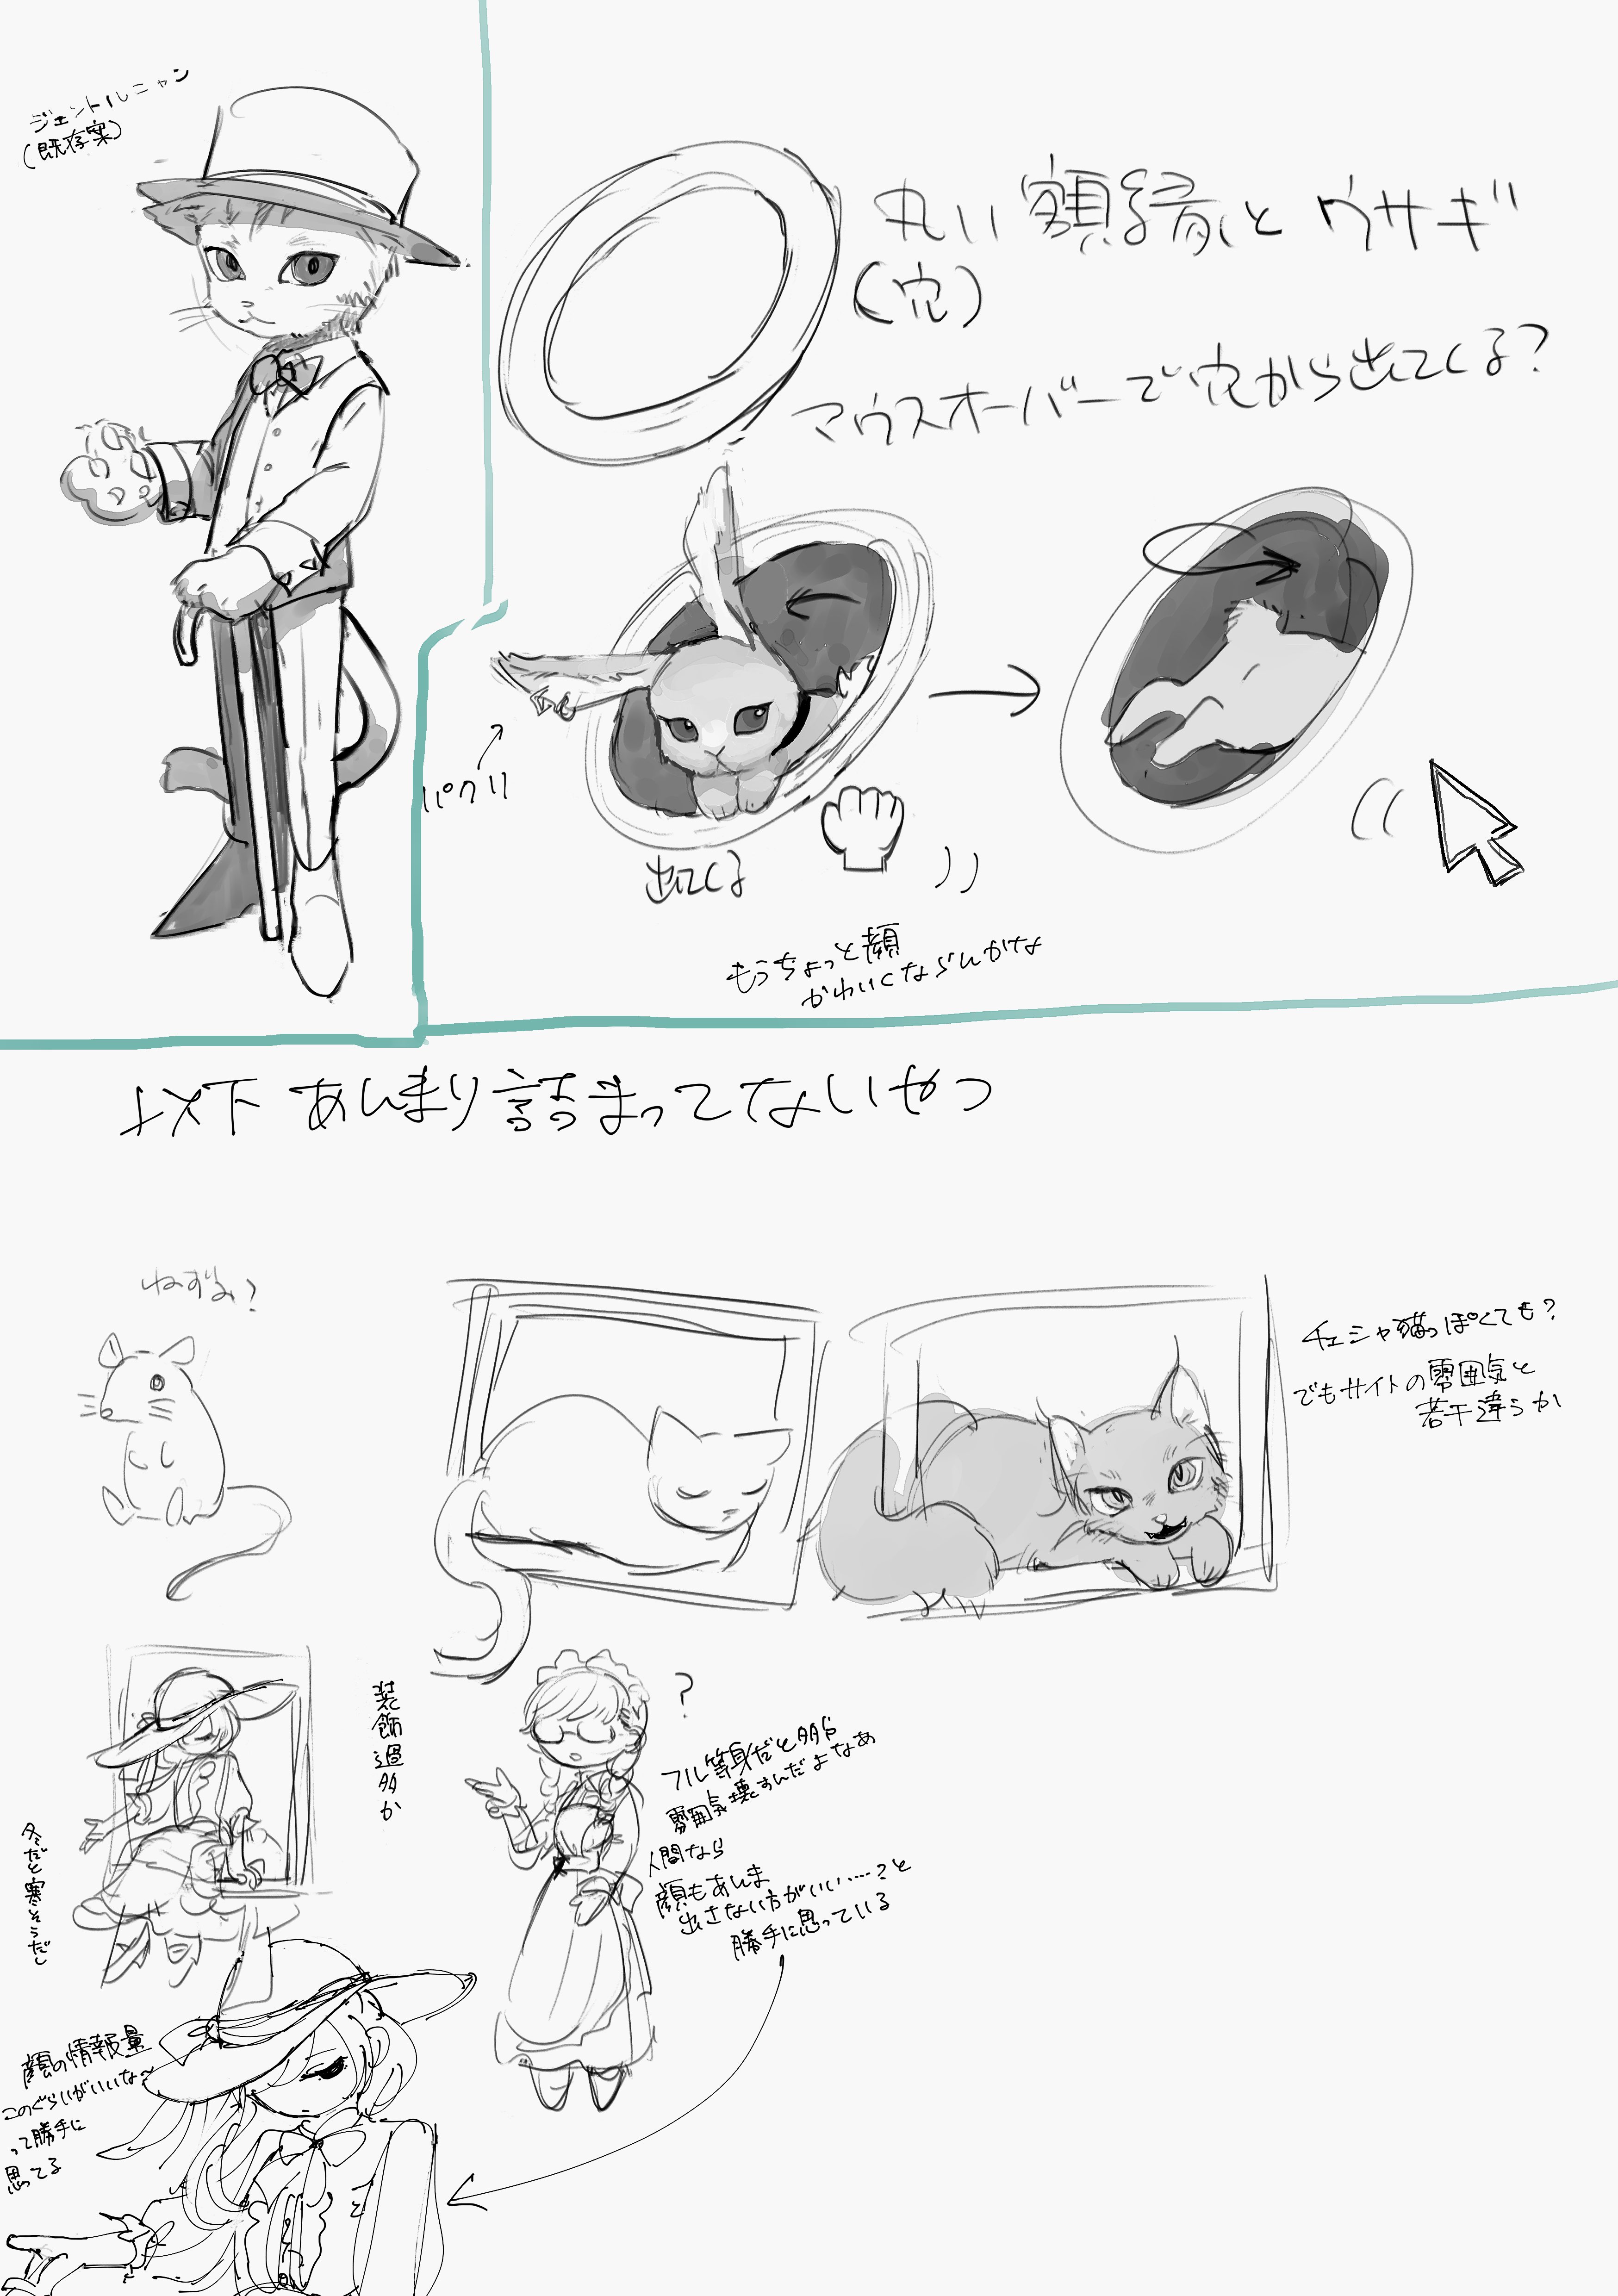 ジェントルニャン
(既存案)
丸い額縁とウサギ
(穴)
マウスオーバーで穴から出てくる?
パクリ
出てくる
もうちょっと顔
かわいくならんかな
以下 あんまり詰まってないやつ
ねずみ?
チェシャ猫っぽくても?
でもサイトの雰囲気と
若干違うか
装飾過多か
冬だと寒そうだし
?
フル等身だと多分
雰囲気壊すんだよなあ
人間なら
顔もあんま
出さない方がいい……?と
勝手に思っている
顔の情報量
このぐらいがいいな〜
って勝手に
思ってる